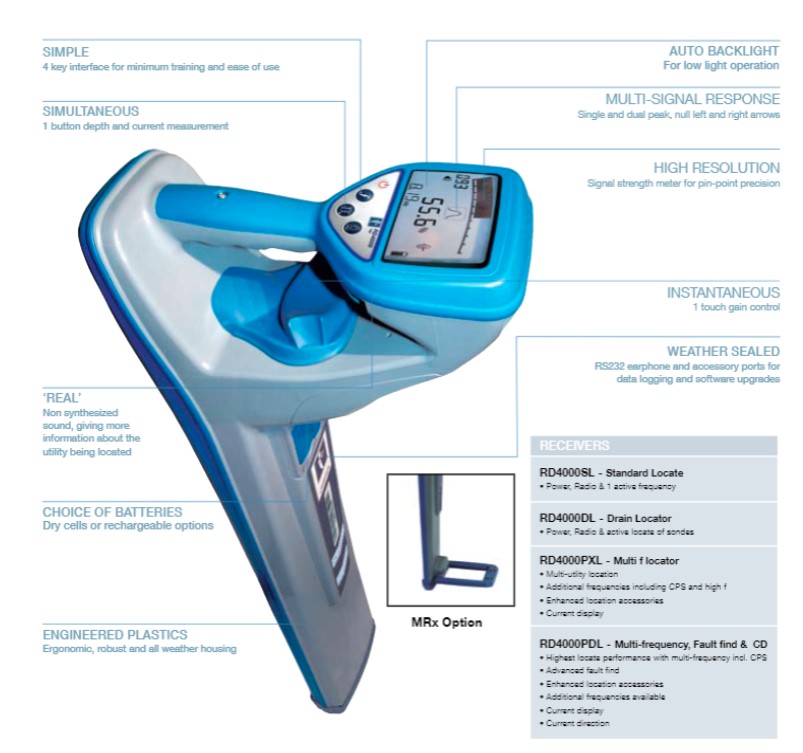 SIMPLE
4 key interface for minimum training and ease of use
SIMULTANEOUS
1 button depth and current measurement
AUTO BACKLIGHT
For low light operation
MULTI-SIGNAL RESPONSE
Single and dual peak, null left and right arrows
HIGH RESOLUTION
Signal strength meter for pin-point precision
55.6
INSTANTANEOUS
1 touch gain control
WEATHER SEALED
RS232 earphone and accessory ports for
data logging and software upgrades
'REAL'
Non synthesized
sound, giving more
information about the
utility being located
CHOICE OF BATTERIES
Dry cells or rechargeable options
ENGINEERED PLASTICS
Ergonomic, robust and all weather housing
MRx Option
RECEIVERS
RD4000SL - Standard Locate
• Power, Radio & 1 active frequency
RD4000DL - Drain Locator
• Power, Radio & active locate of sondes
RD4000PXL - Multi f locator
• Multi-utility location
• Additional frequencies including CPS and high f
• Enhanced location accessories
• Current display
RD4000PDL - Multi-frequency, Fault find & CD
• Highest locate performance with multi-frequency incl. CPS
• Advanced fault find
• Enhanced location accessories
• Additional frequencies available
• Current display
• Current direction